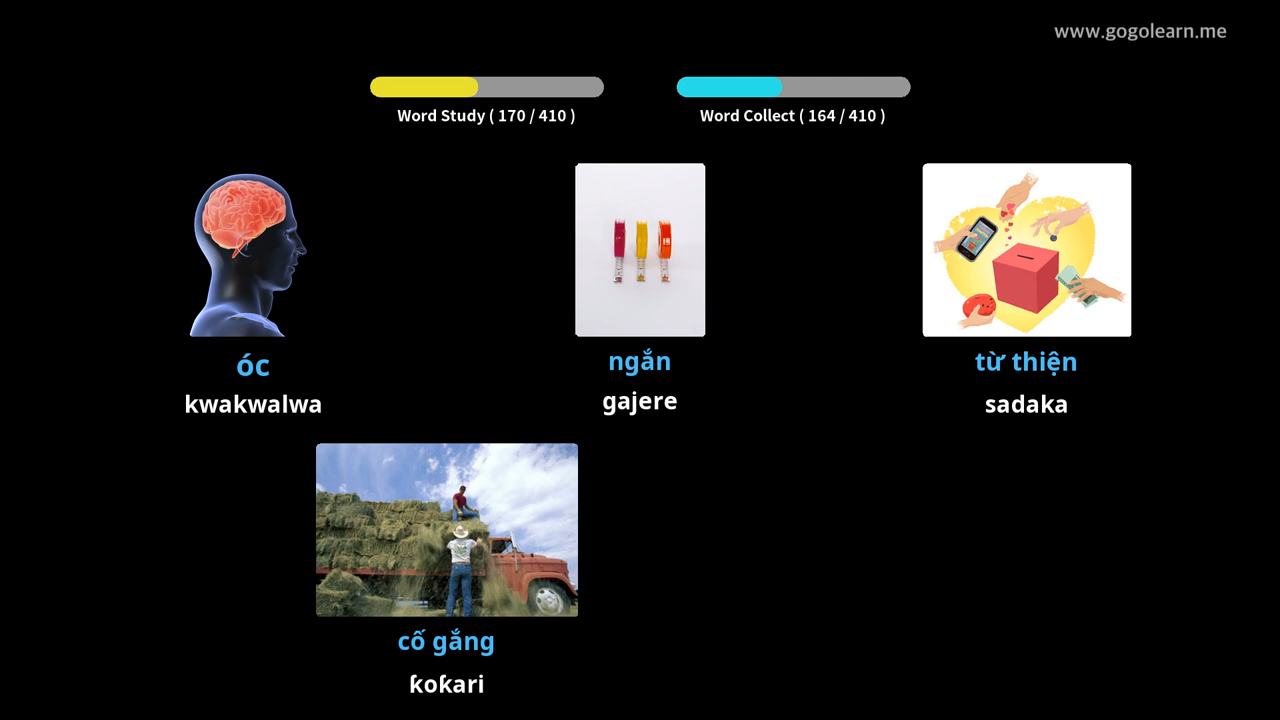 www.gogolearn.me
Word Study ( 170 / 410 )
Word Collect ( 164 / 410 )
óc
kwakwalwa
ngắn
gajere
từ thiện
sadaka
cố gắng
ƙoƙari